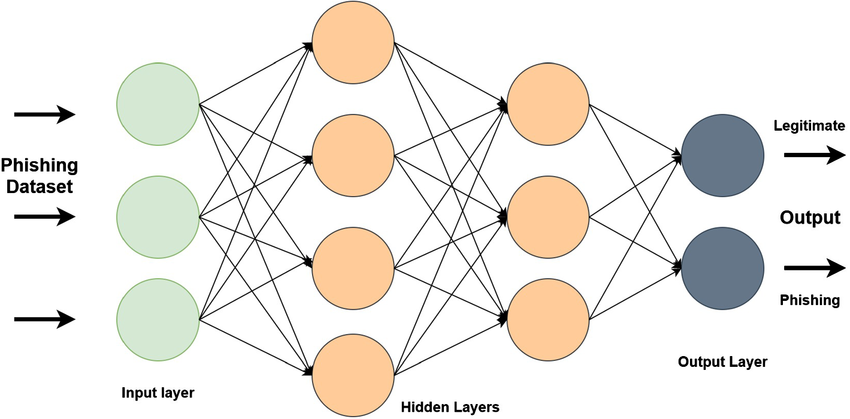 Phishing
Dataset
Input layer
Hidden Layers
Legitimate
Output
Phishing
Output Layer